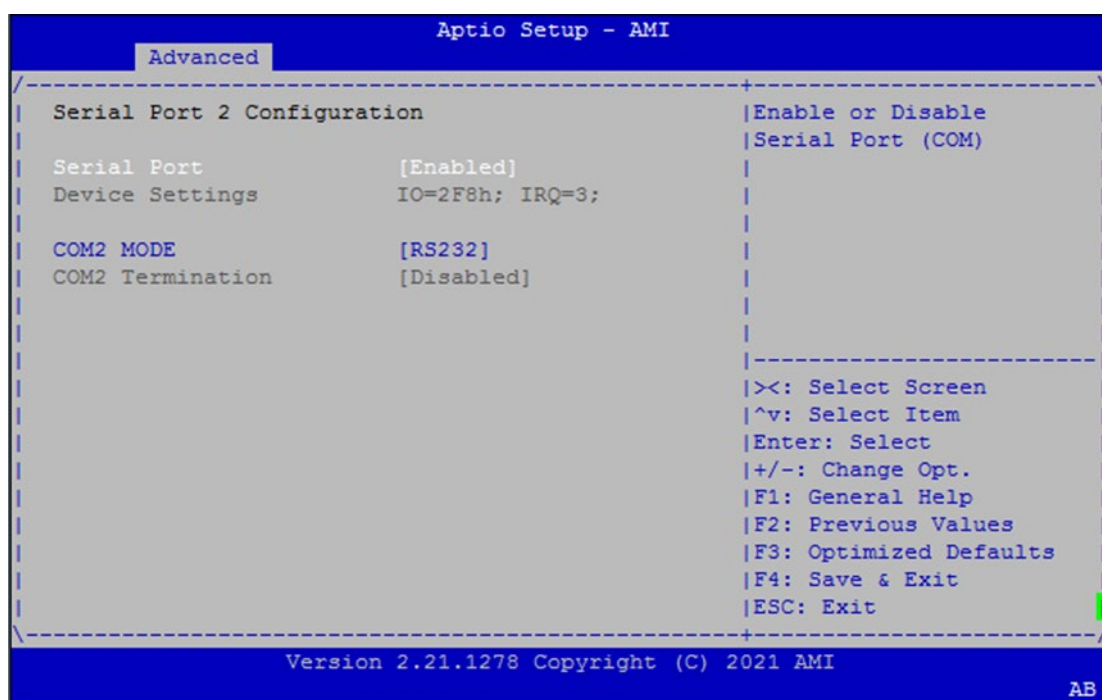 Aptio Setup - AMI
Advanced
Serial Port 2 Configuration
Enable or Disable
Serial Port (COM)
Serial Port [Enabled]
Device Settings IO=2F8h; IRQ=3;
COM2 MODE [RS232]
COM2 Termination [Disabled]
><: Select Screen
^v: Select Item
Enter: Select
+/-: Change Opt.
F1: General Help
F2: Previous Values
F3: Optimized Defaults
F4: Save & Exit
ESC: Exit
Version 2.21.1278 Copyright (C) 2021 AMI
AB